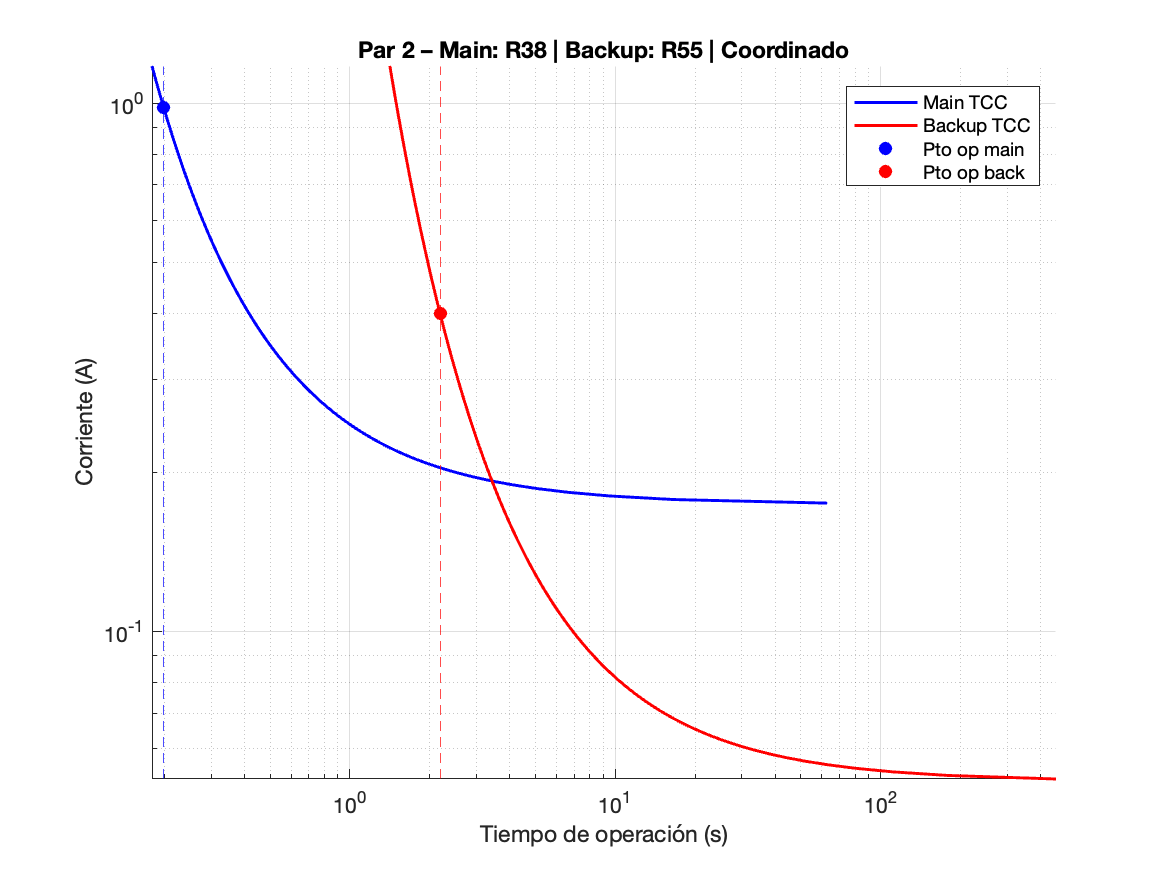 Par 2 – Main: R38 | Backup: R55 | Coordinado
Main TCC
Backup TCC
Pto op main
Pto op back
10^0
10^-1
Corriente (A)
10^0 10^1 10^2
Tiempo de operación (s)